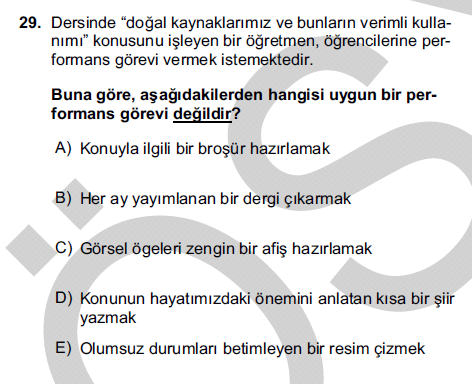 29. Dersinde “doğal kaynaklarımız ve bunların verimli kulla-
nımı” konusunu işleyen bir öğretmen, öğrencilerine per-
formans görevi vermek istemektedir.
Buna göre, aşağıdakilerden hangisi uygun bir per-
formans görevi değildir?
A) Konuyla ilgili bir broşür hazırlamak
B) Her ay yayımlanan bir dergi çıkarmak
C) Görsel ögeleri zengin bir afiş hazırlamak
D) Konunun hayatımızdaki önemini anlatan kısa bir şiir
yazmak
E) Olumsuz durumları betimleyen bir resim çizmek